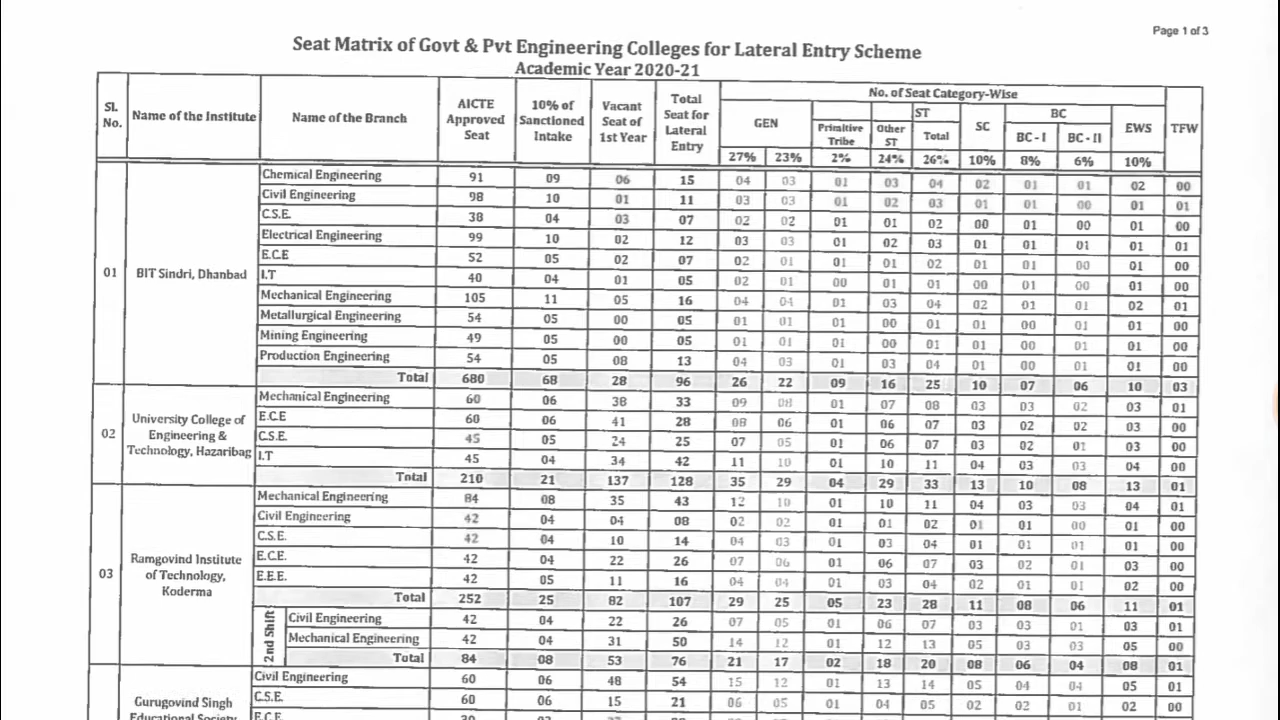 Page 1 of 3
Seat Matrix of Govt & Pvt Engineering Colleges for Lateral Entry Scheme
Academic Year 2020-21
Sl. No. Name of the Institute Name of the Branch AICTE Approved Seat 10% of Sanctioned Intake Vacant Seat of 1st Year Total Seat for Lateral Entry No. of Seat Category-Wise TFW
GEN ST SC BC EWS
Primitive Tribe Other ST Total BC - I BC - II
27% 23% 2% 24% 26% 10% 8% 6% 10%
01 BIT Sindri, Dhanbad
Chemical Engineering 91 09 06 15 04 03 01 03 04 02 01 01 02 00
Civil Engineering 98 10 01 11 03 03 01 02 03 01 01 00 01 01
C.S.E. 38 04 03 07 02 02 01 01 02 00 01 00 01 00
Electrical Engineering 99 10 02 12 03 03 01 02 03 01 01 01 01 01
E.C.E 52 05 02 07 02 01 01 01 02 01 01 00 01 00
I.T 40 04 01 05 02 01 00 01 01 00 01 00 01 00
Mechanical Engineering 105 11 05 16 04 04 01 03 04 02 01 01 02 01
Metallurgical Engineering 54 05 00 05 01 01 01 00 01 01 00 01 01 00
Mining Engineering 49 05 00 05 01 01 01 00 01 01 00 01 01 00
Production Engineering 54 05 08 13 04 03 01 03 04 01 00 01 01 00
Total 680 68 28 96 26 22 09 16 25 10 07 06 10 03
02 University College of Engineering & Technology, Hazaribag
Mechanical Engineering 60 06 38 33 09 08 01 07 08 03 03 02 03 01
E.C.E 60 06 41 28 08 06 01 06 07 03 02 02 03 00
C.S.E. 45 05 24 25 07 05 01 06 07 03 02 01 03 00
I.T 45 04 34 42 11 10 01 10 11 04 03 03 04 00
Total 210 21 137 128 35 29 04 29 33 13 10 08 13 01
03 Ramgovind Institute of Technology, Koderma
Mechanical Engineering 84 08 35 43 12 10 01 10 11 04 03 03 04 01
Civil Engineering 42 04 04 08 02 02 01 01 02 01 01 00 01 00
C.S.E. 42 04 10 14 04 03 01 03 04 01 01 01 01 00
E.C.E. 42 04 22 26 07 06 01 06 07 03 02 01 03 00
E.E.E. 42 05 11 16 04 04 01 03 04 02 01 01 02 00
Total 252 25 82 107 29 25 05 23 28 11 08 06 11 01
2nd Shift
Civil Engineering 42 04 22 26 07 05 01 06 07 03 03 01 03 01
Mechanical Engineering 42 04 31 50 14 12 01 12 13 05 03 03 05 00
Total 84 08 53 76 21 17 02 18 20 08 06 04 08 01
Gurugovind Singh Educational Society
Civil Engineering 60 06 48 54 15 12 01 13 14 05 04 04 05 01
C.S.E. 60 06 15 21 06 05 01 04 05 02 02 01 02 00
E.C.E.